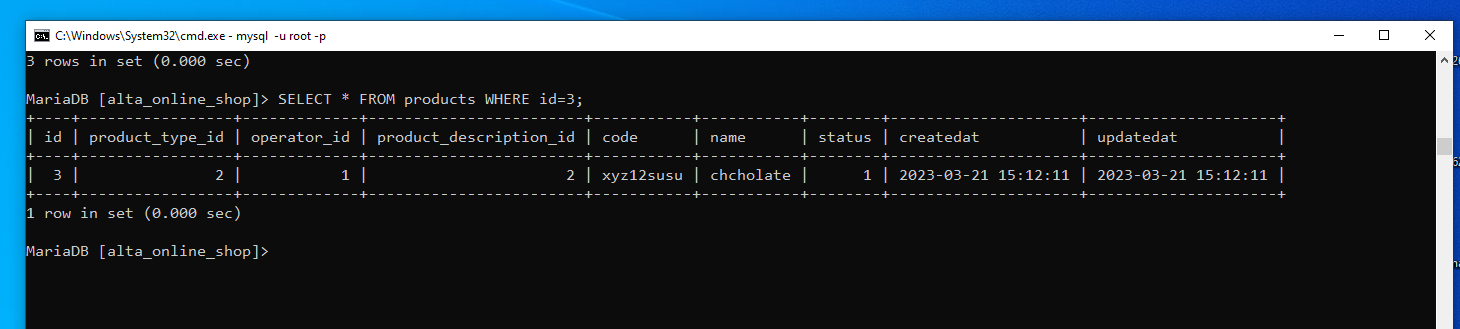 C:\Windows\System32\cmd.exe - mysql  -u root -p
3 rows in set (0.000 sec)
MariaDB [alta_online_shop]> SELECT * FROM products WHERE id=3;
+----+-----------------+-------------+------------------------+-----------+-----------+--------+---------------------+---------------------+
| id | product_type_id | operator_id | product_description_id | code      | name      | status | createdat           | updatedat           |
+----+-----------------+-------------+------------------------+-----------+-----------+--------+---------------------+---------------------+
|  3 |               2 |           1 |                      2 | xyz12susu | chcholate |      1 | 2023-03-21 15:12:11 | 2023-03-21 15:12:11 |
+----+-----------------+-------------+------------------------+-----------+-----------+--------+---------------------+---------------------+
1 row in set (0.000 sec)
MariaDB [alta_online_shop]>